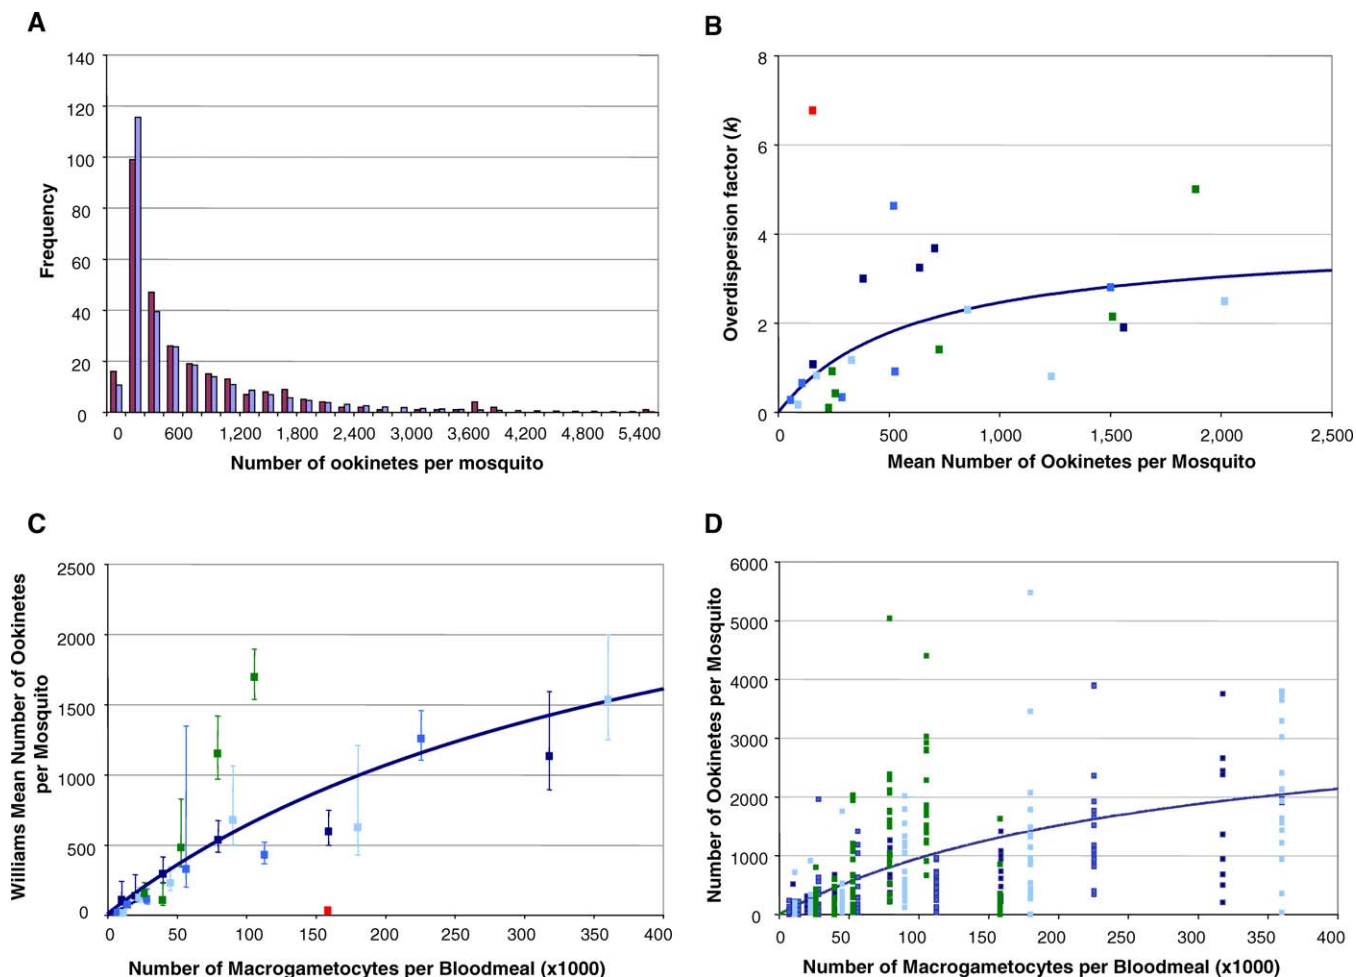 A
140
120
100
80
60
40
20
0
Frequency
0 600 1,200 1,800 2,400 3,000 3,600 4,200 4,800 5,400
Number of ookinetes per mosquito
B
8
6
4
2
0
Overdispersion factor (k)
0 500 1,000 1,500 2,000 2,500
Mean Number of Ookinetes per Mosquito
C
2500
2000
1500
1000
500
0
Williams Mean Number of Ookinetes
per Mosquito
0 50 100 150 200 250 300 350 400
Number of Macrogametocytes per Bloodmeal (x1000)
D
6000
5000
4000
3000
2000
1000
0
Number of Ookinetes per Mosquito
0 50 100 150 200 250 300 350 400
Number of Macrogametocytes per Bloodmeal (x1000)